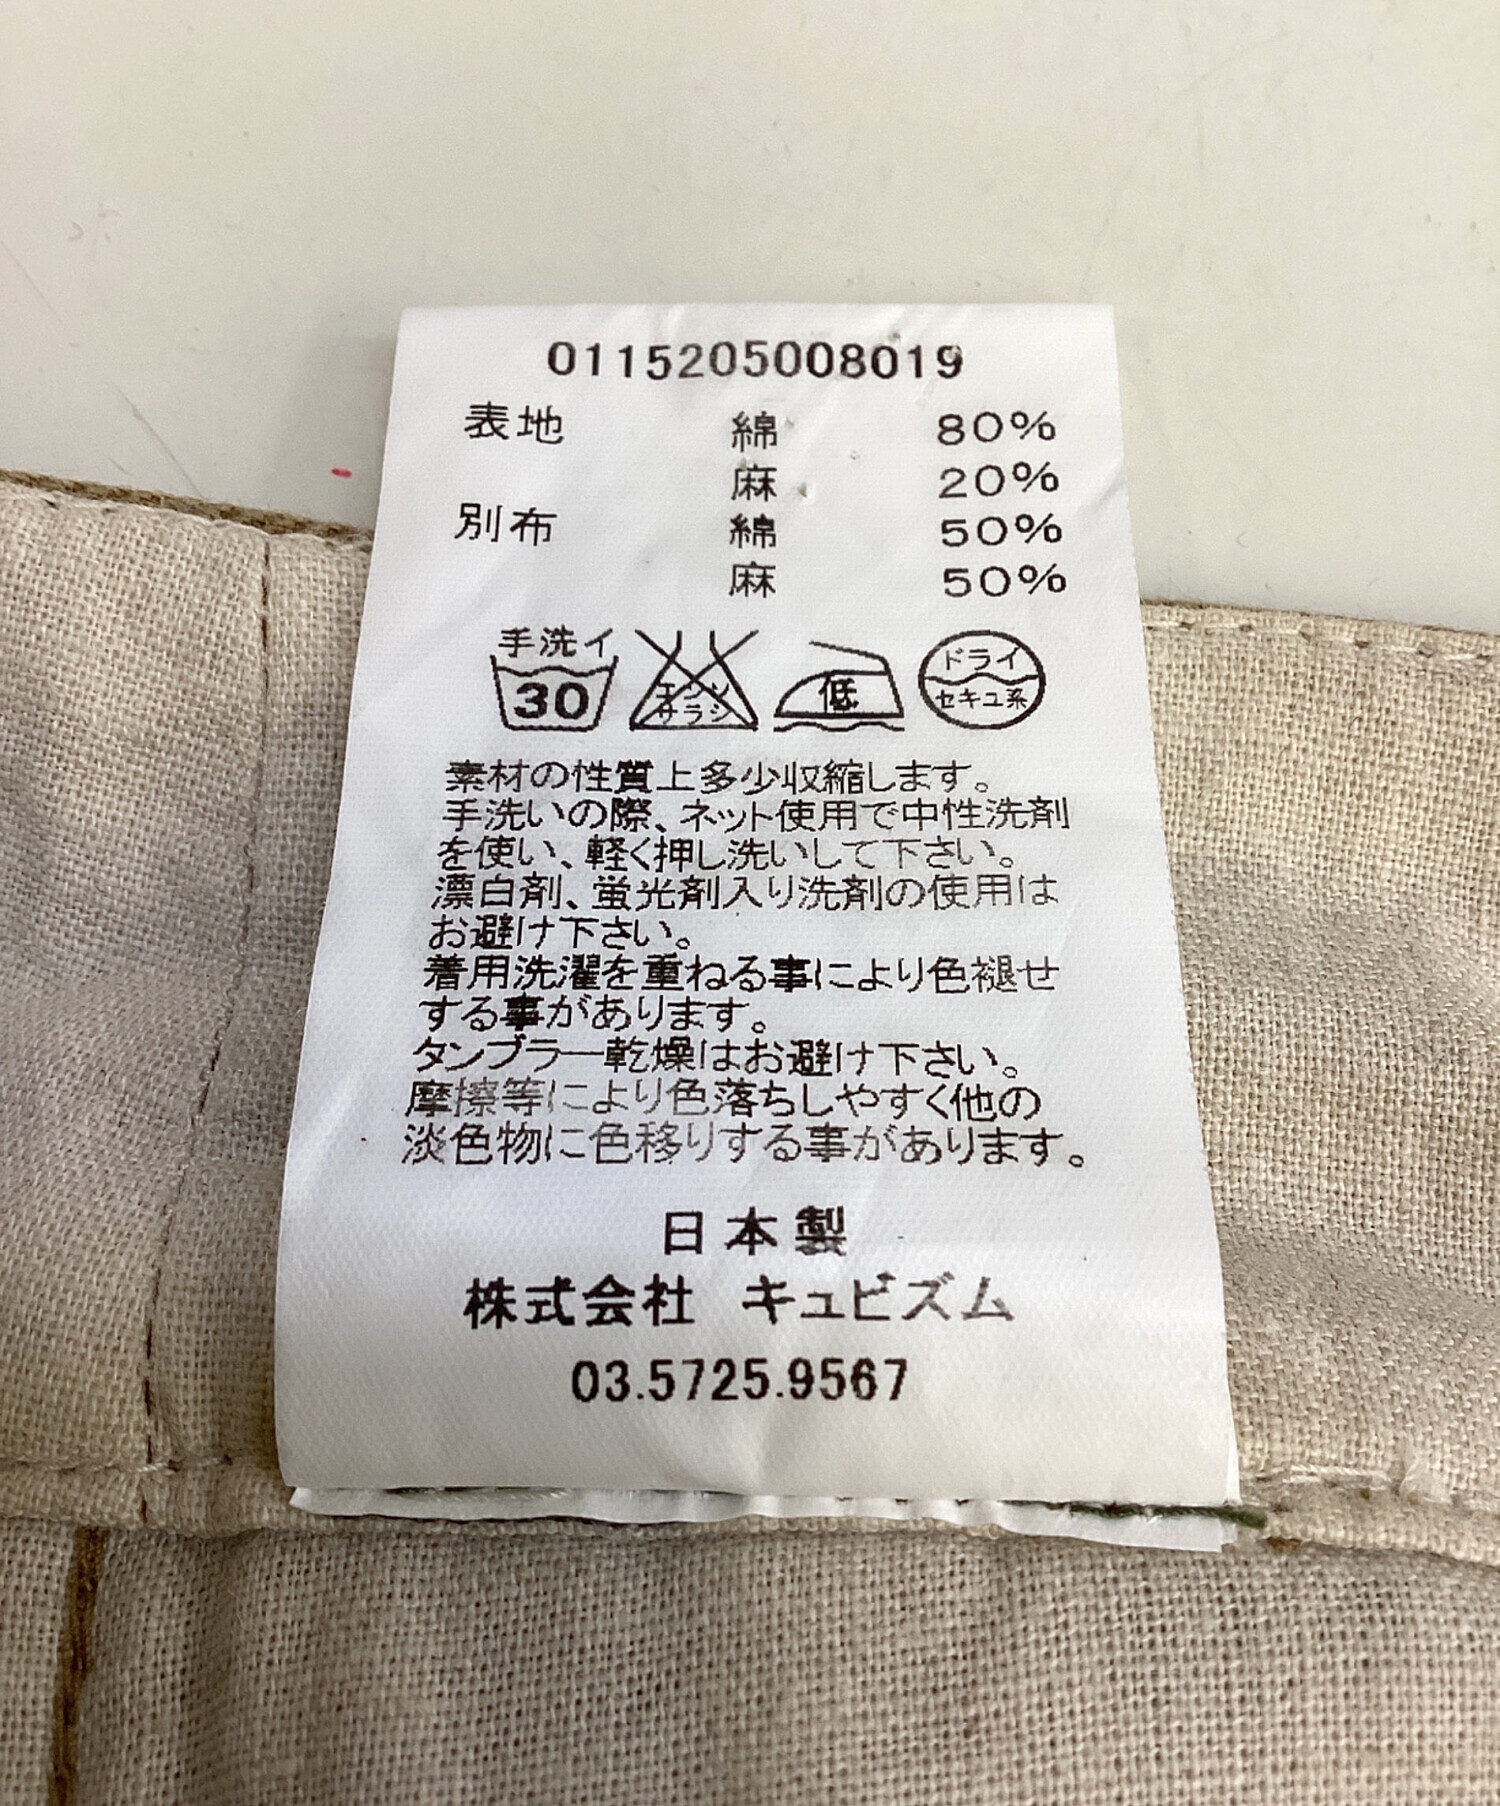 0115205008019
表地 綿 80%
麻 20%
別布 綿 50%
麻 50%
手洗イ
30
エンソ
サラシ
低
ドライ
セキユ系
素材の性質上多少収縮します。
手洗いの際、ネット使用で中性洗剤
を使い、軽く押し洗いして下さい。
漂白剤、蛍光剤入り洗剤の使用は
お避け下さい。
着用洗濯を重ねる事により色褪せ
する事があります。
タンブラー乾燥はお避け下さい。
摩擦等により色落ちしやすく他の
淡色物に色移りする事があります。
日本製
株式会社 キュビズム
03.5725.9567